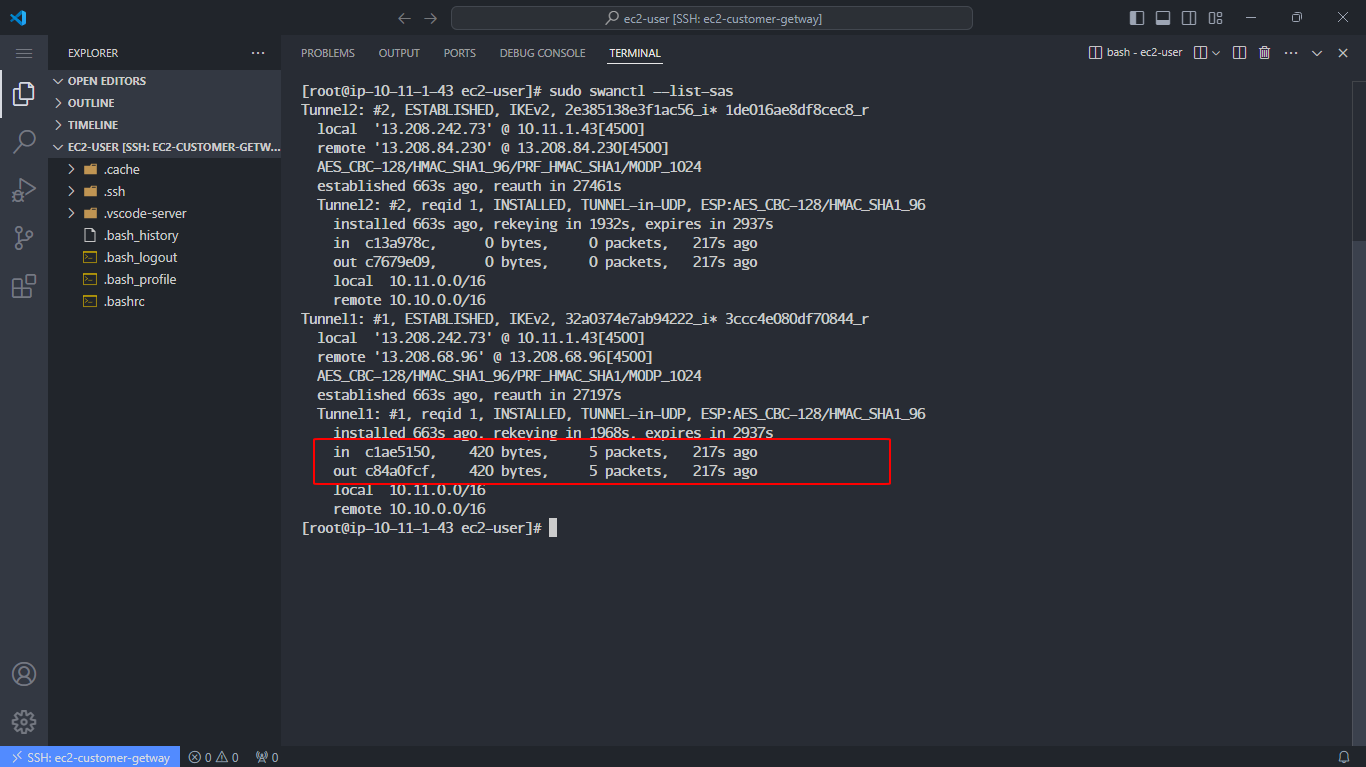 ec2-user [SSH: ec2-customer-getway]
EXPLORER
OPEN EDITORS
OUTLINE
TIMELINE
EC2-USER [SSH: EC2-CUSTOMER-GETW...
.cache
.ssh
.vscode-server
.bash_history
.bash_logout
.bash_profile
.bashrc
PROBLEMS OUTPUT PORTS DEBUG CONSOLE TERMINAL
bash - ec2-user
[root@ip-10-11-1-43 ec2-user]# sudo swanctl --list-sas
Tunnel2: #2, ESTABLISHED, IKEv2, 2e385138e3f1ac56_i* 1de016ae8df8cec8_r
local '13.208.242.73' @ 10.11.1.43[4500]
remote '13.208.84.230' @ 13.208.84.230[4500]
AES_CBC-128/HMAC_SHA1_96/PRF_HMAC_SHA1/MODP_1024
established 663s ago, reauth in 27461s
Tunnel2: #2, reqid 1, INSTALLED, TUNNEL-in-UDP, ESP:AES_CBC-128/HMAC_SHA1_96
installed 663s ago, rekeying in 1932s, expires in 2937s
in c13a978c, 0 bytes, 0 packets, 217s ago
out c7679e09, 0 bytes, 0 packets, 217s ago
local 10.11.0.0/16
remote 10.10.0.0/16
Tunnel1: #1, ESTABLISHED, IKEv2, 32a0374e7ab94222_i* 3ccc4e080df70844_r
local '13.208.242.73' @ 10.11.1.43[4500]
remote '13.208.68.96' @ 13.208.68.96[4500]
AES_CBC-128/HMAC_SHA1_96/PRF_HMAC_SHA1/MODP_1024
established 663s ago, reauth in 27197s
Tunnel1: #1, reqid 1, INSTALLED, TUNNEL-in-UDP, ESP:AES_CBC-128/HMAC_SHA1_96
installed 663s ago, rekeying in 1968s, expires in 2937s
in c1ae5150, 420 bytes, 5 packets, 217s ago
out c84a0fcf, 420 bytes, 5 packets, 217s ago
local 10.11.0.0/16
remote 10.10.0.0/16
[root@ip-10-11-1-43 ec2-user]#
SSH: ec2-customer-getway 0 0 0